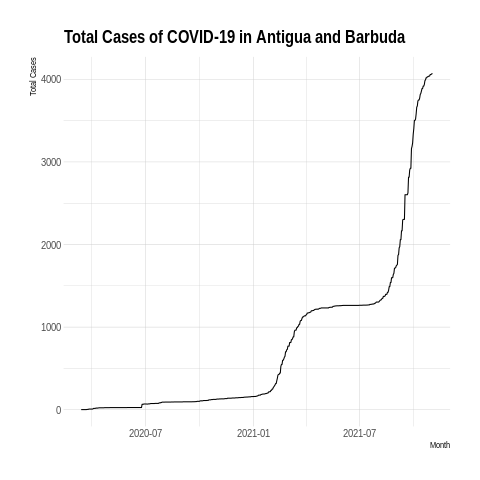 Total Cases of COVID-19 in Antigua and Barbuda
Total Cases
4000
3000
2000
1000
0
2020-07 2021-01 2021-07
Month